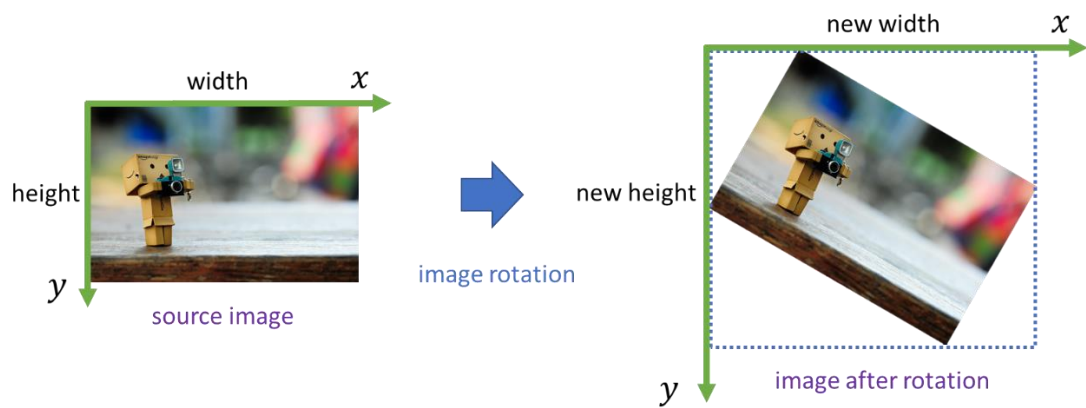 width
x
height
y
source image
image rotation
new width
x
new height
y
image after rotation